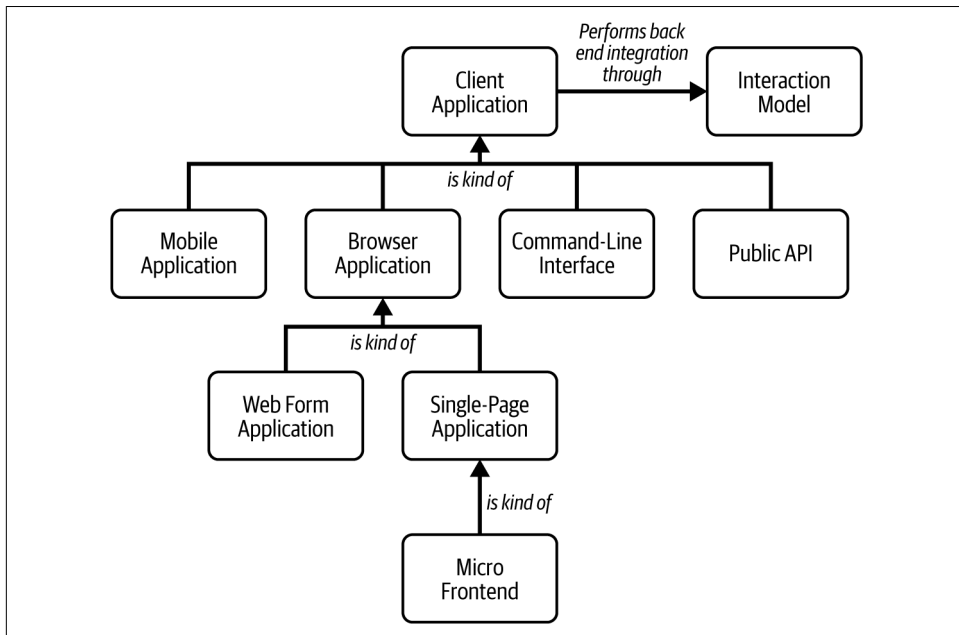 Performs back
end integration
through
Client
Application
Interaction
Model
is kind of
Mobile
Application
Browser
Application
Command-Line
Interface
Public API
is kind of
Web Form
Application
Single-Page
Application
is kind of
Micro
Frontend